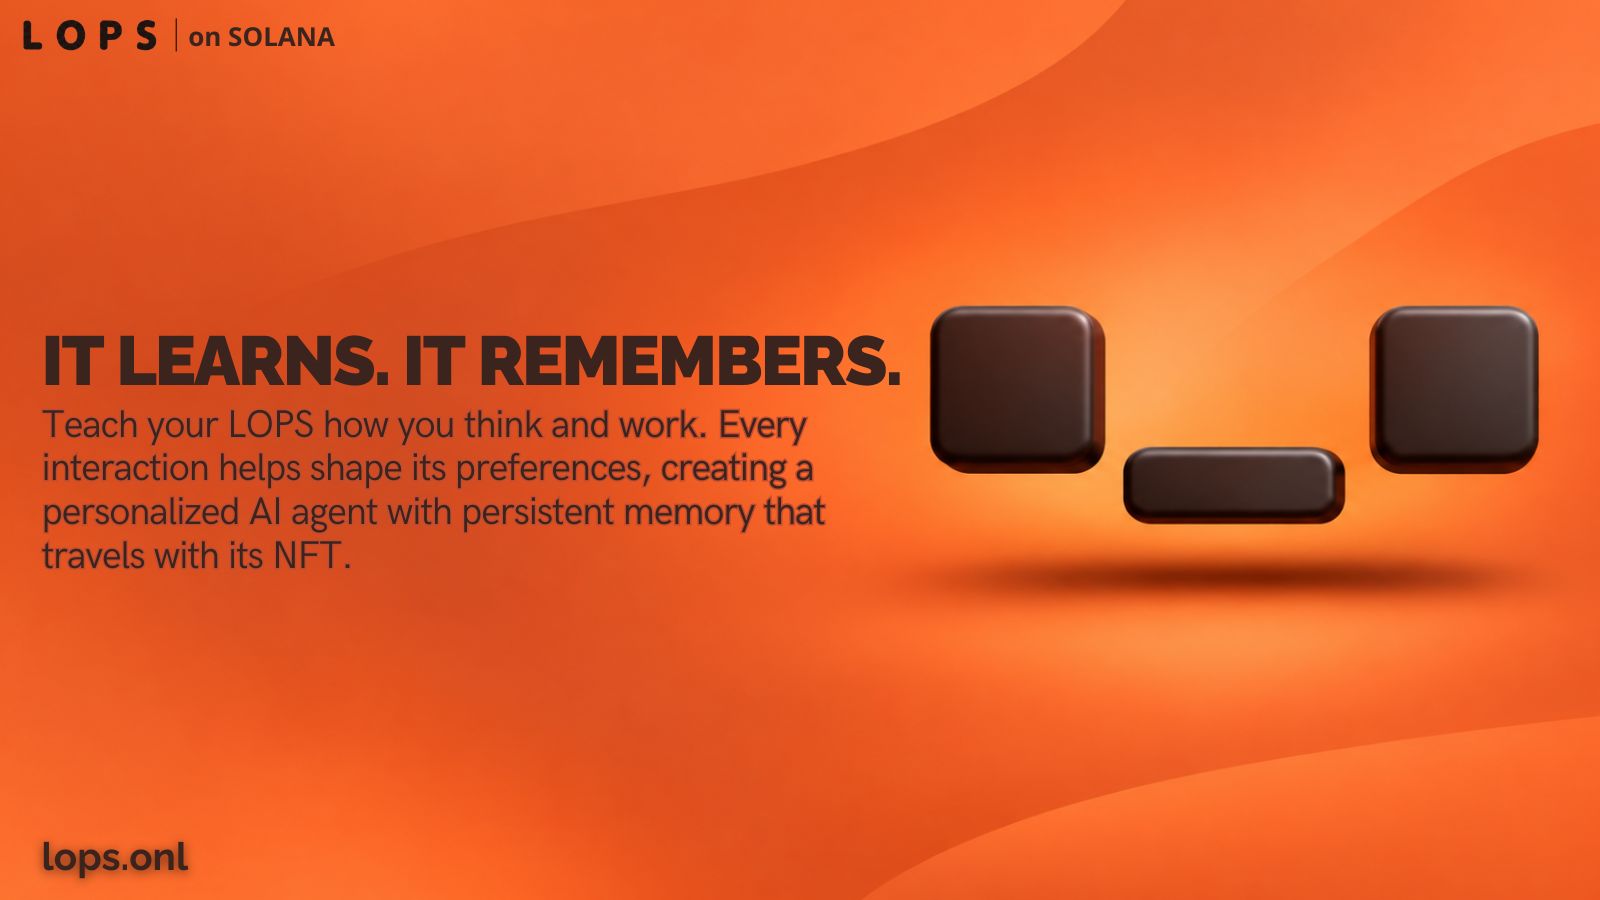 LOPS | on SOLANA
IT LEARNS. IT REMEMBERS.
Teach your LOPS how you think and work. Every
interaction helps shape its preferences, creating a
personalized AI agent with persistent memory that
travels with its NFT.
lops.onl